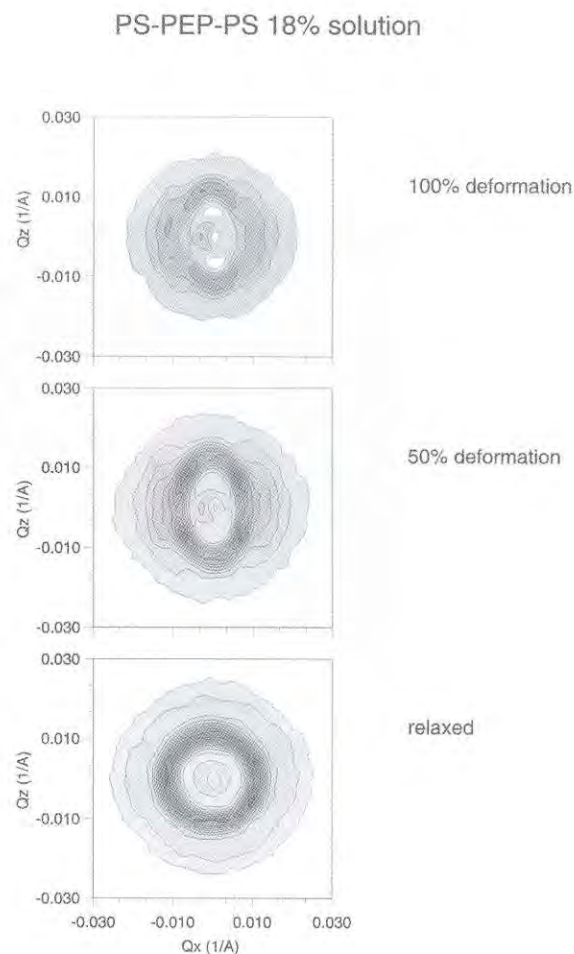 PS-PEP-PS 18% solution
0.030
0.010
-0.010
-0.030
Qz (1/A)
100% deformation
0.030
0.010
-0.010
-0.030
Qz (1/A)
50% deformation
0.030
0.010
-0.010
-0.030
Qz (1/A)
relaxed
-0.030 -0.010 0.010 0.030
Qx (1/A)